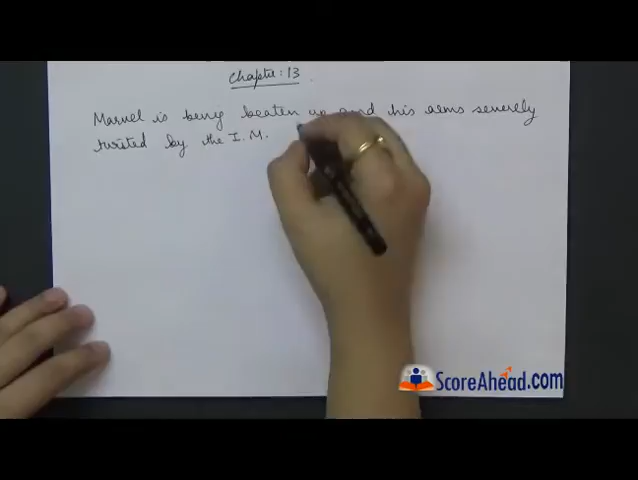 Chapter: 13
Marvel is being beaten up and his arms severely
twisted by the I.M.
ScoreAhead.com